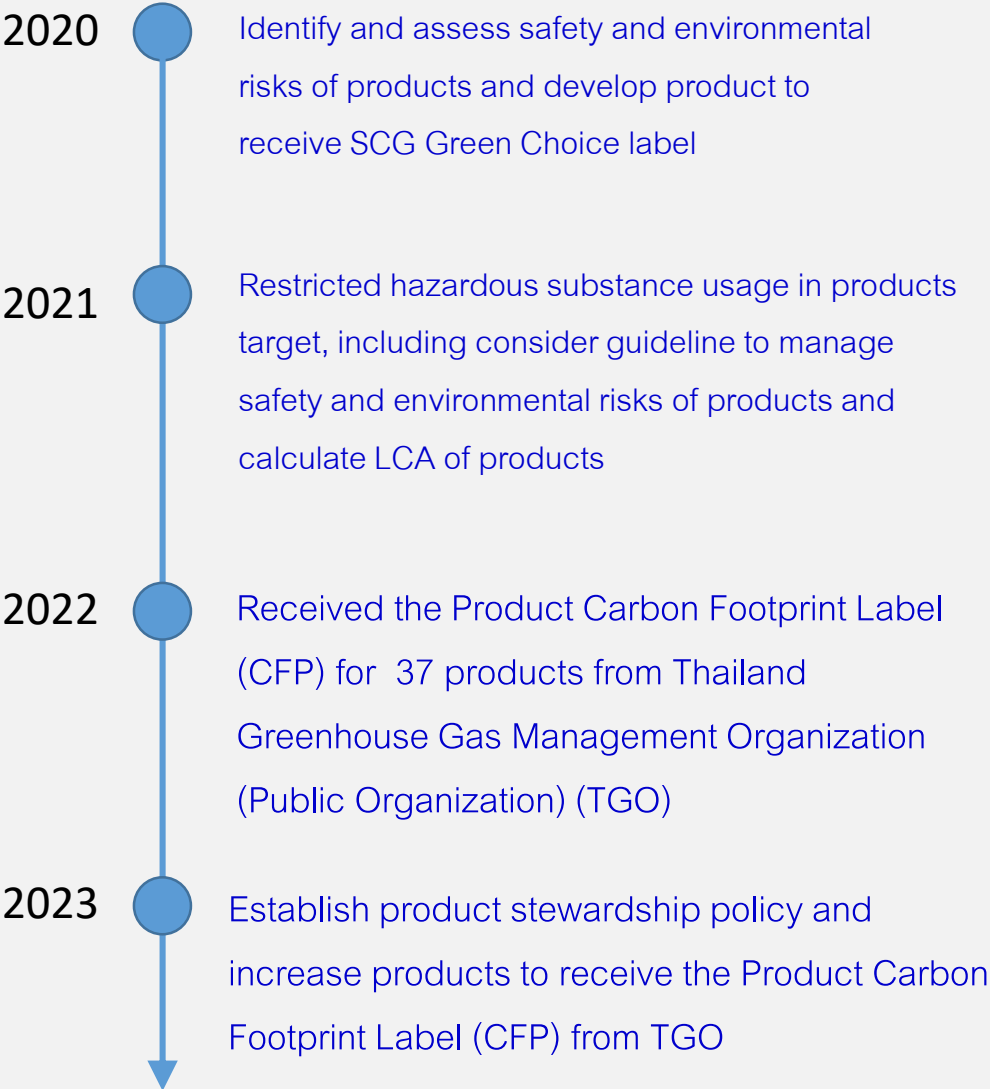 2020
Identify and assess safety and environmental
risks of products and develop product to
receive SCG Green Choice label
2021
Restricted hazardous substance usage in products
target, including consider guideline to manage
safety and environmental risks of products and
calculate LCA of products
2022
Received the Product Carbon Footprint Label
(CFP) for  37 products from Thailand
Greenhouse Gas Management Organization
(Public Organization) (TGO)
2023
Establish product stewardship policy and
increase products to receive the Product Carbon
Footprint Label (CFP) from TGO